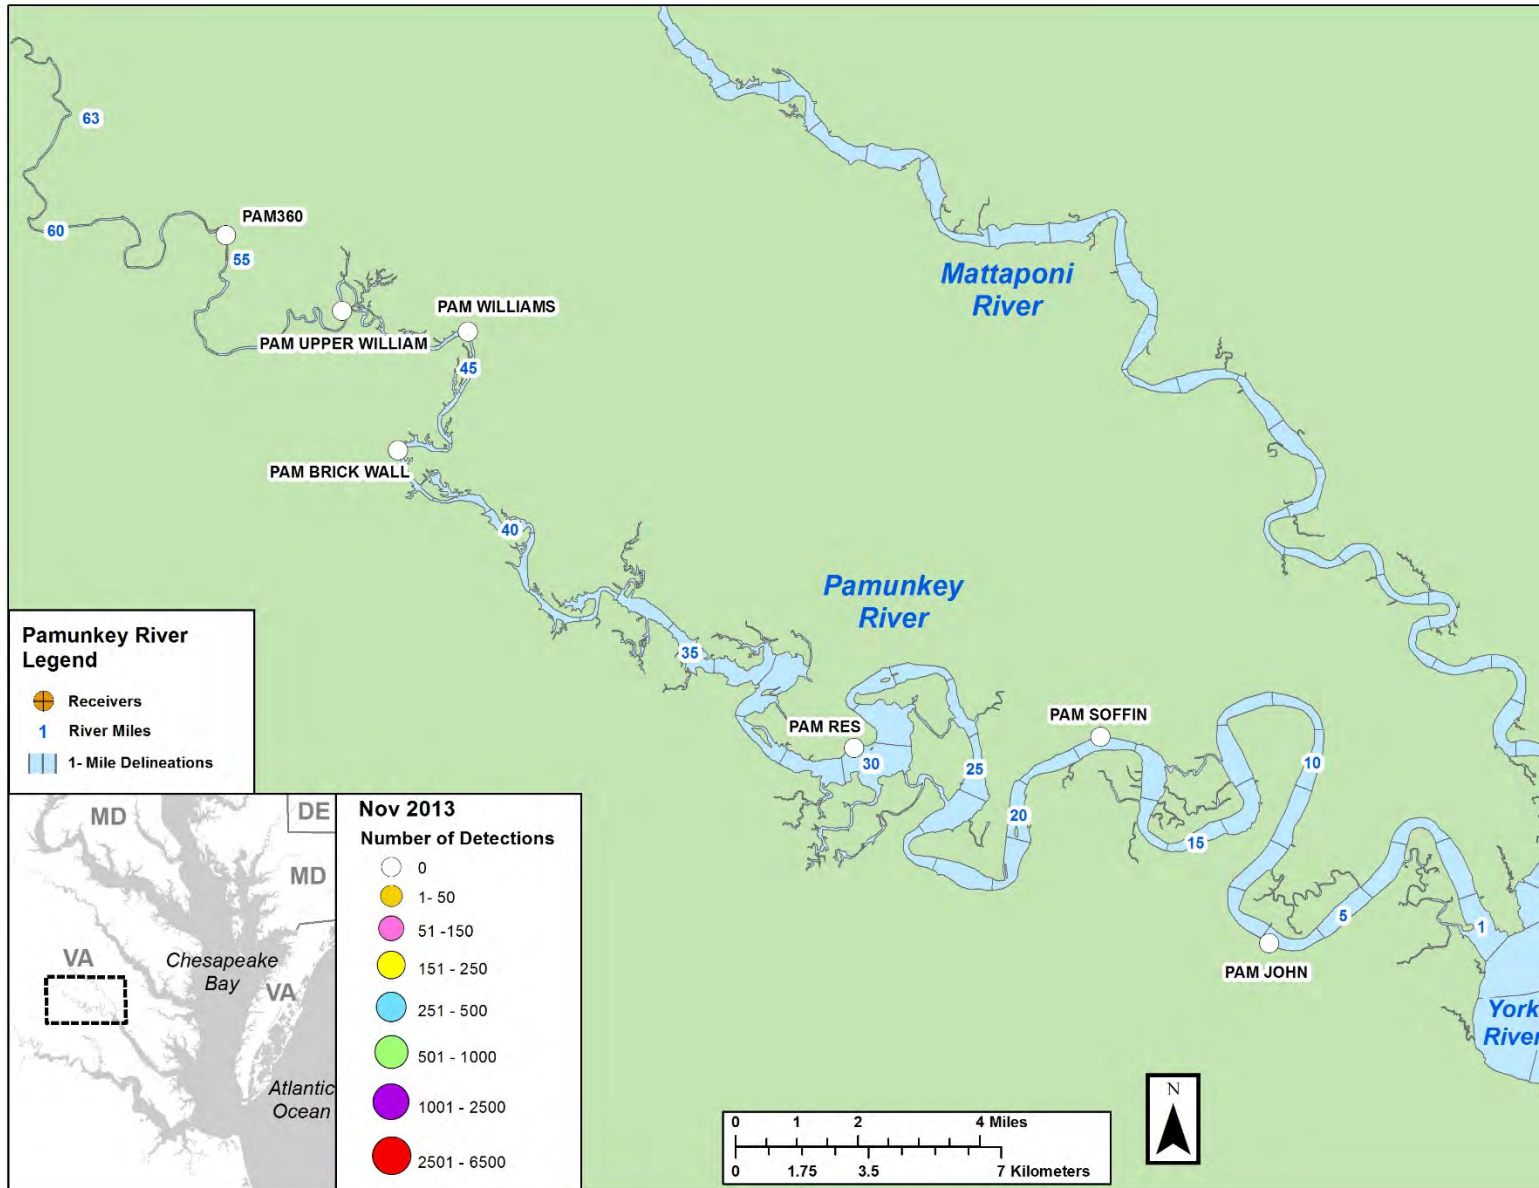 63
PAM360
60
55
Mattaponi
River
PAM WILLIAMS
PAM UPPER WILLIAM
45
PAM BRICK WALL
40
Pamunkey
River
35
PAM RES
30
25
PAM SOFFIN
20
15
10
5
1
PAM JOHN
York
River
Pamunkey River
Legend
Receivers
1 River Miles
1- Mile Delineations
MD
DE
MD
VA
Chesapeake
Bay
VA
Atlantic
Ocean
Nov 2013
Number of Detections
0
1- 50
51 -150
151 - 250
251 - 500
501 - 1000
1001 - 2500
2501 - 6500
N
0 1 2 4 Miles
0 1.75 3.5 7 Kilometers